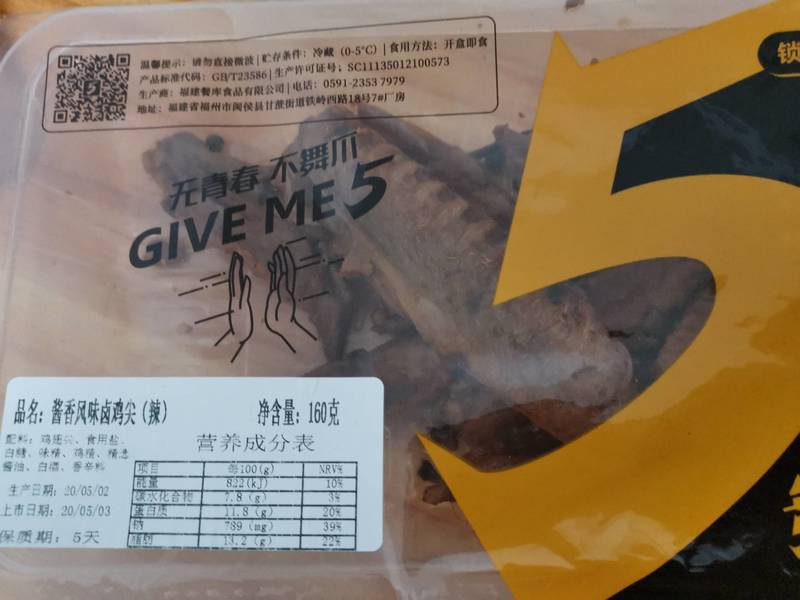 温馨提示：请勿直接微波 | 贮存条件：冷藏（0-5°C） | 食用方法：开盒即食
产品标准代码：GB/T23586 | 生产许可证号：SC11135012100573
生产商：福建餐库食品有限公司 | 电话：0591-2353 7979
地址：福建省福州市闽侯县甘蔗街道铁岭西路18号7#厂房
锁
无青春 不舞爪
GIVE ME 5
5
品名：酱香风味卤鸡尖（辣） 净含量：160克
配料：鸡翅尖、食用盐、
白糖、味精、鸡精、精选
酱油、白酒、香辛料
生产日期：20/05/02
上市日期：20/05/03
保质期：5天
营养成分表
项目 每100(g) NRV%
能量 822(kJ) 10%
碳水化合物 7.8 (g) 3%
蛋白质 11.8 (g) 20%
钠 789 (mg) 39%
脂肪 13.2 (g) 22%